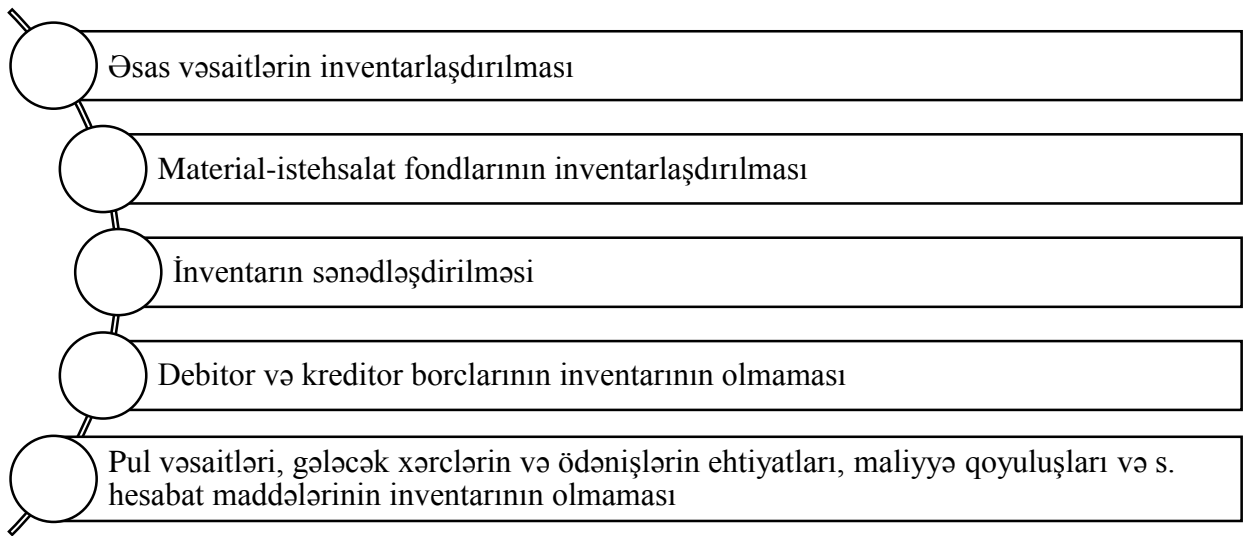 Əsas vəsaitlərin inventarlaşdırılması
Material-istehsalat fondlarının inventarlaşdırılması
İnventarın sənədləşdirilməsi
Debitor və kreditor borclarının inventarının olmaması
Pul vəsaitləri, gələcək xərclərin və ödənişlərin ehtiyatları, maliyyə qoyuluşları və s.
hesabat maddələrinin inventarının olmaması